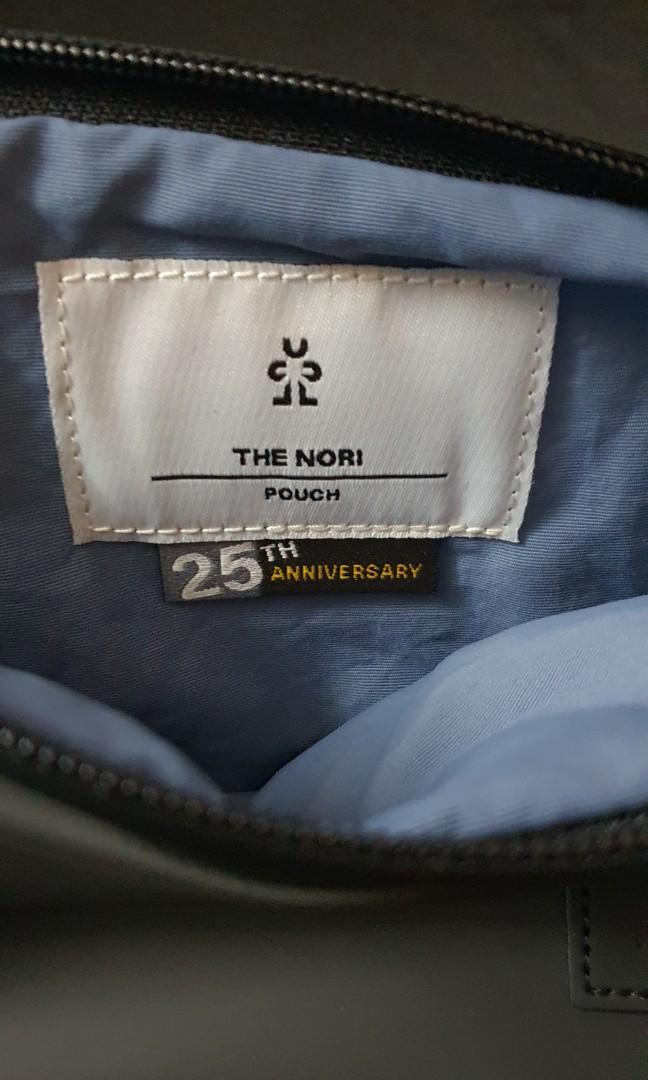 THE NORI
POUCH
25TH
ANNIVERSARY